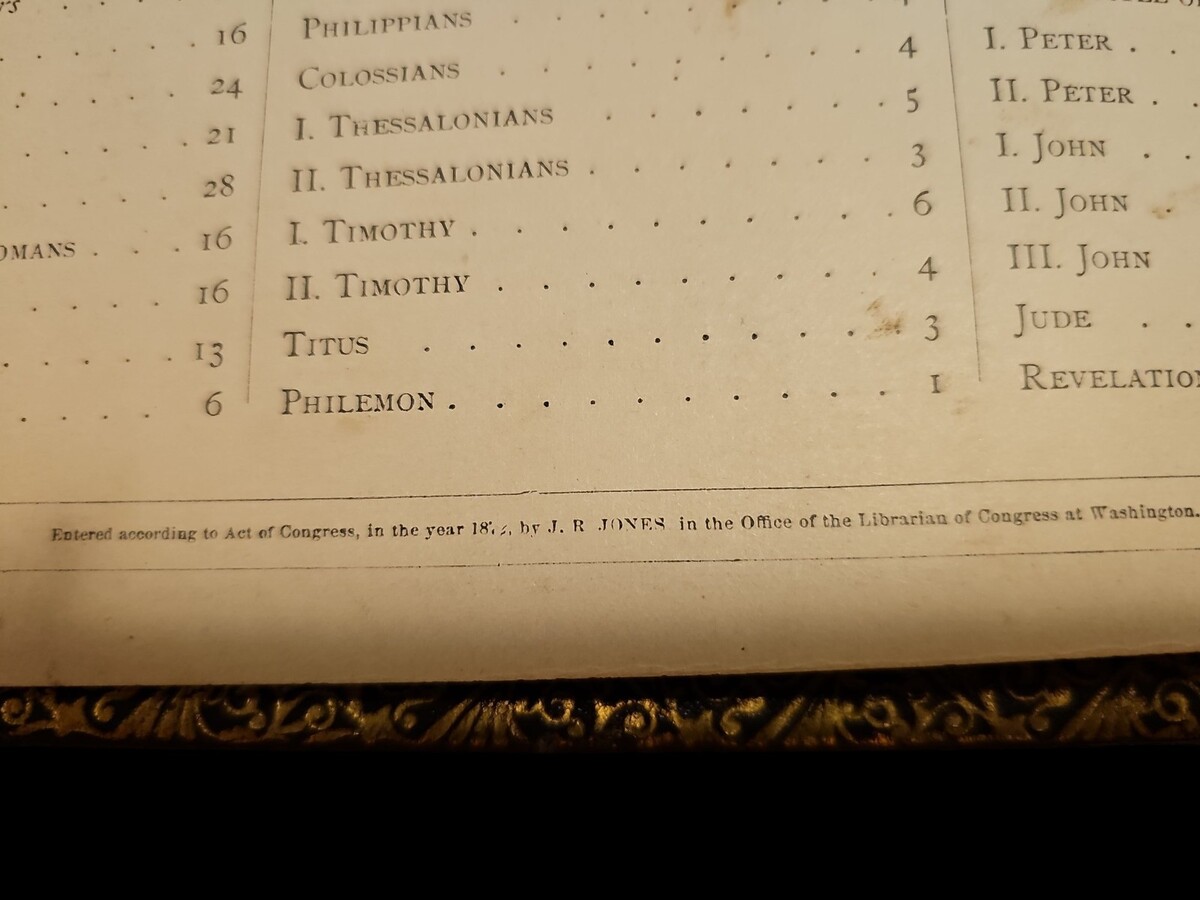 16
24
21
28
16
16
13
6
PHILIPPIANS . . . . . . . .
COLOSSIANS . . . . . . . . 4
I. THESSALONIANS . . . . . . . 5
II. THESSALONIANS . . . . . . . 3
I. TIMOTHY . . . . . . . . . . 6
II. TIMOTHY . . . . . . . . . 4
TITUS . . . . . . . . . . 3
PHILEMON . . . . . . . . . . 1
I. PETER . .
II. PETER . .
I. JOHN . .
II. JOHN .
III. JOHN
JUDE . .
Entered according to Act of Congress, in the year by J. R JONES in the Office of the Librarian of Congress at Washington.